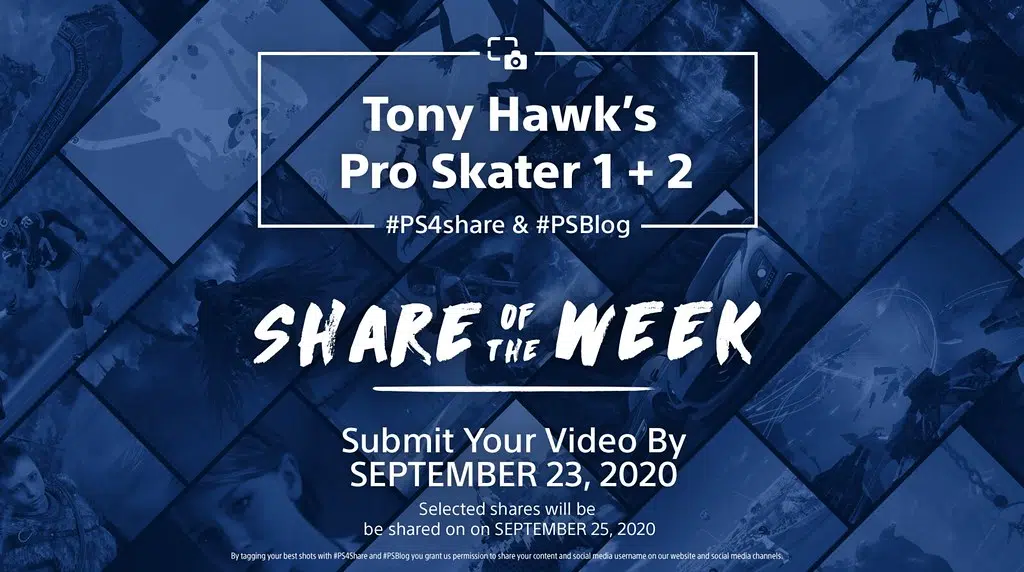 Tony Hawk's
Pro Skater 1 + 2
#PS4share & #PSBlog
SHARE OF THE WEEK
Submit Your Video By
SEPTEMBER 23, 2020
Selected shares will be
be shared on on SEPTEMBER 25, 2020
By tagging your best shots with #PS4Share and #PSBlog you grant us permission to share your content and social media username on our website and social media channels.